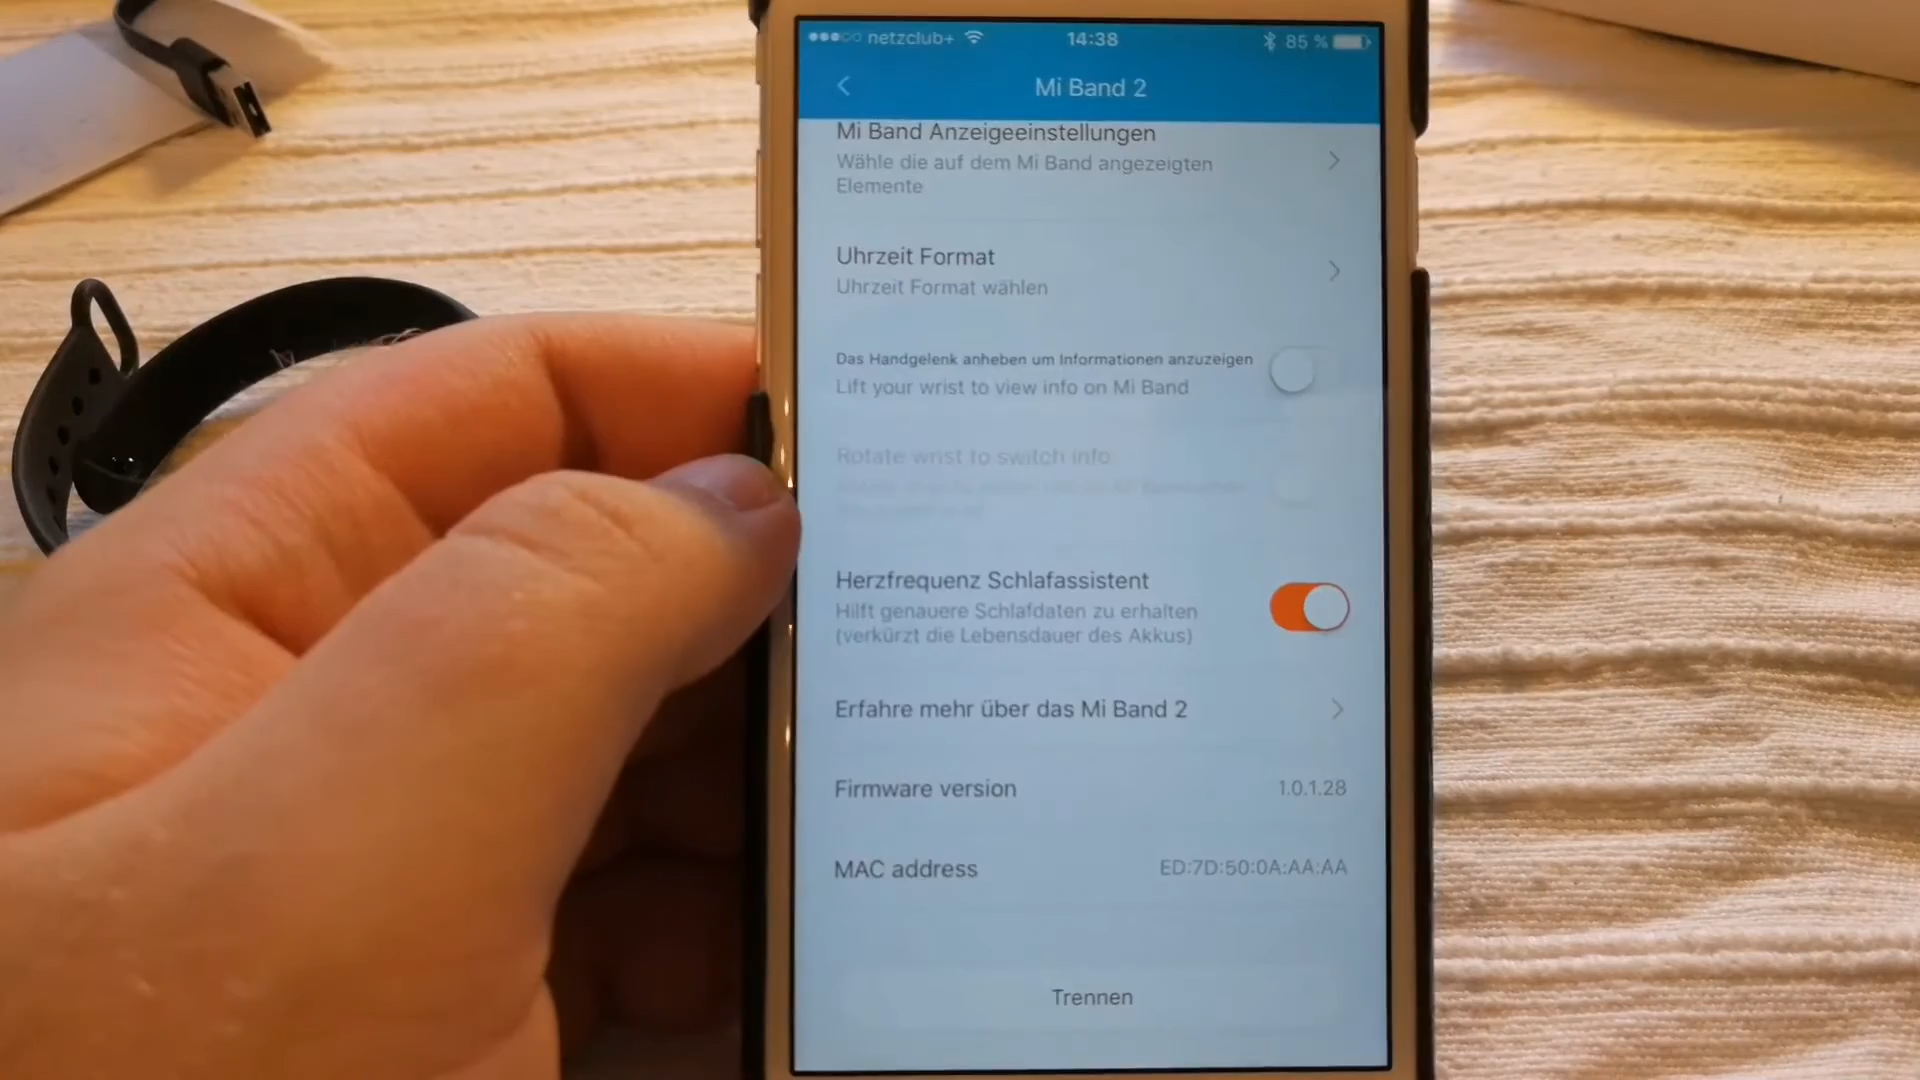 netzclub+ 14:38 85 %
Mi Band 2
Mi Band Anzeigeeinstellungen
Wähle die auf dem Mi Band angezeigten
Elemente
Uhrzeit Format
Uhrzeit Format wählen
Das Handgelenk anheben um Informationen anzuzeigen
Lift your wrist to view info on Mi Band
Rotate wrist to switch info
Herzfrequenz Schlafassistent
Hilft genauere Schlafdaten zu erhalten
(verkürzt die Lebensdauer des Akkus)
Erfahre mehr über das Mi Band 2
Firmware version 1.0.1.28
MAC address ED:7D:50:0A:AA:AA
Trennen